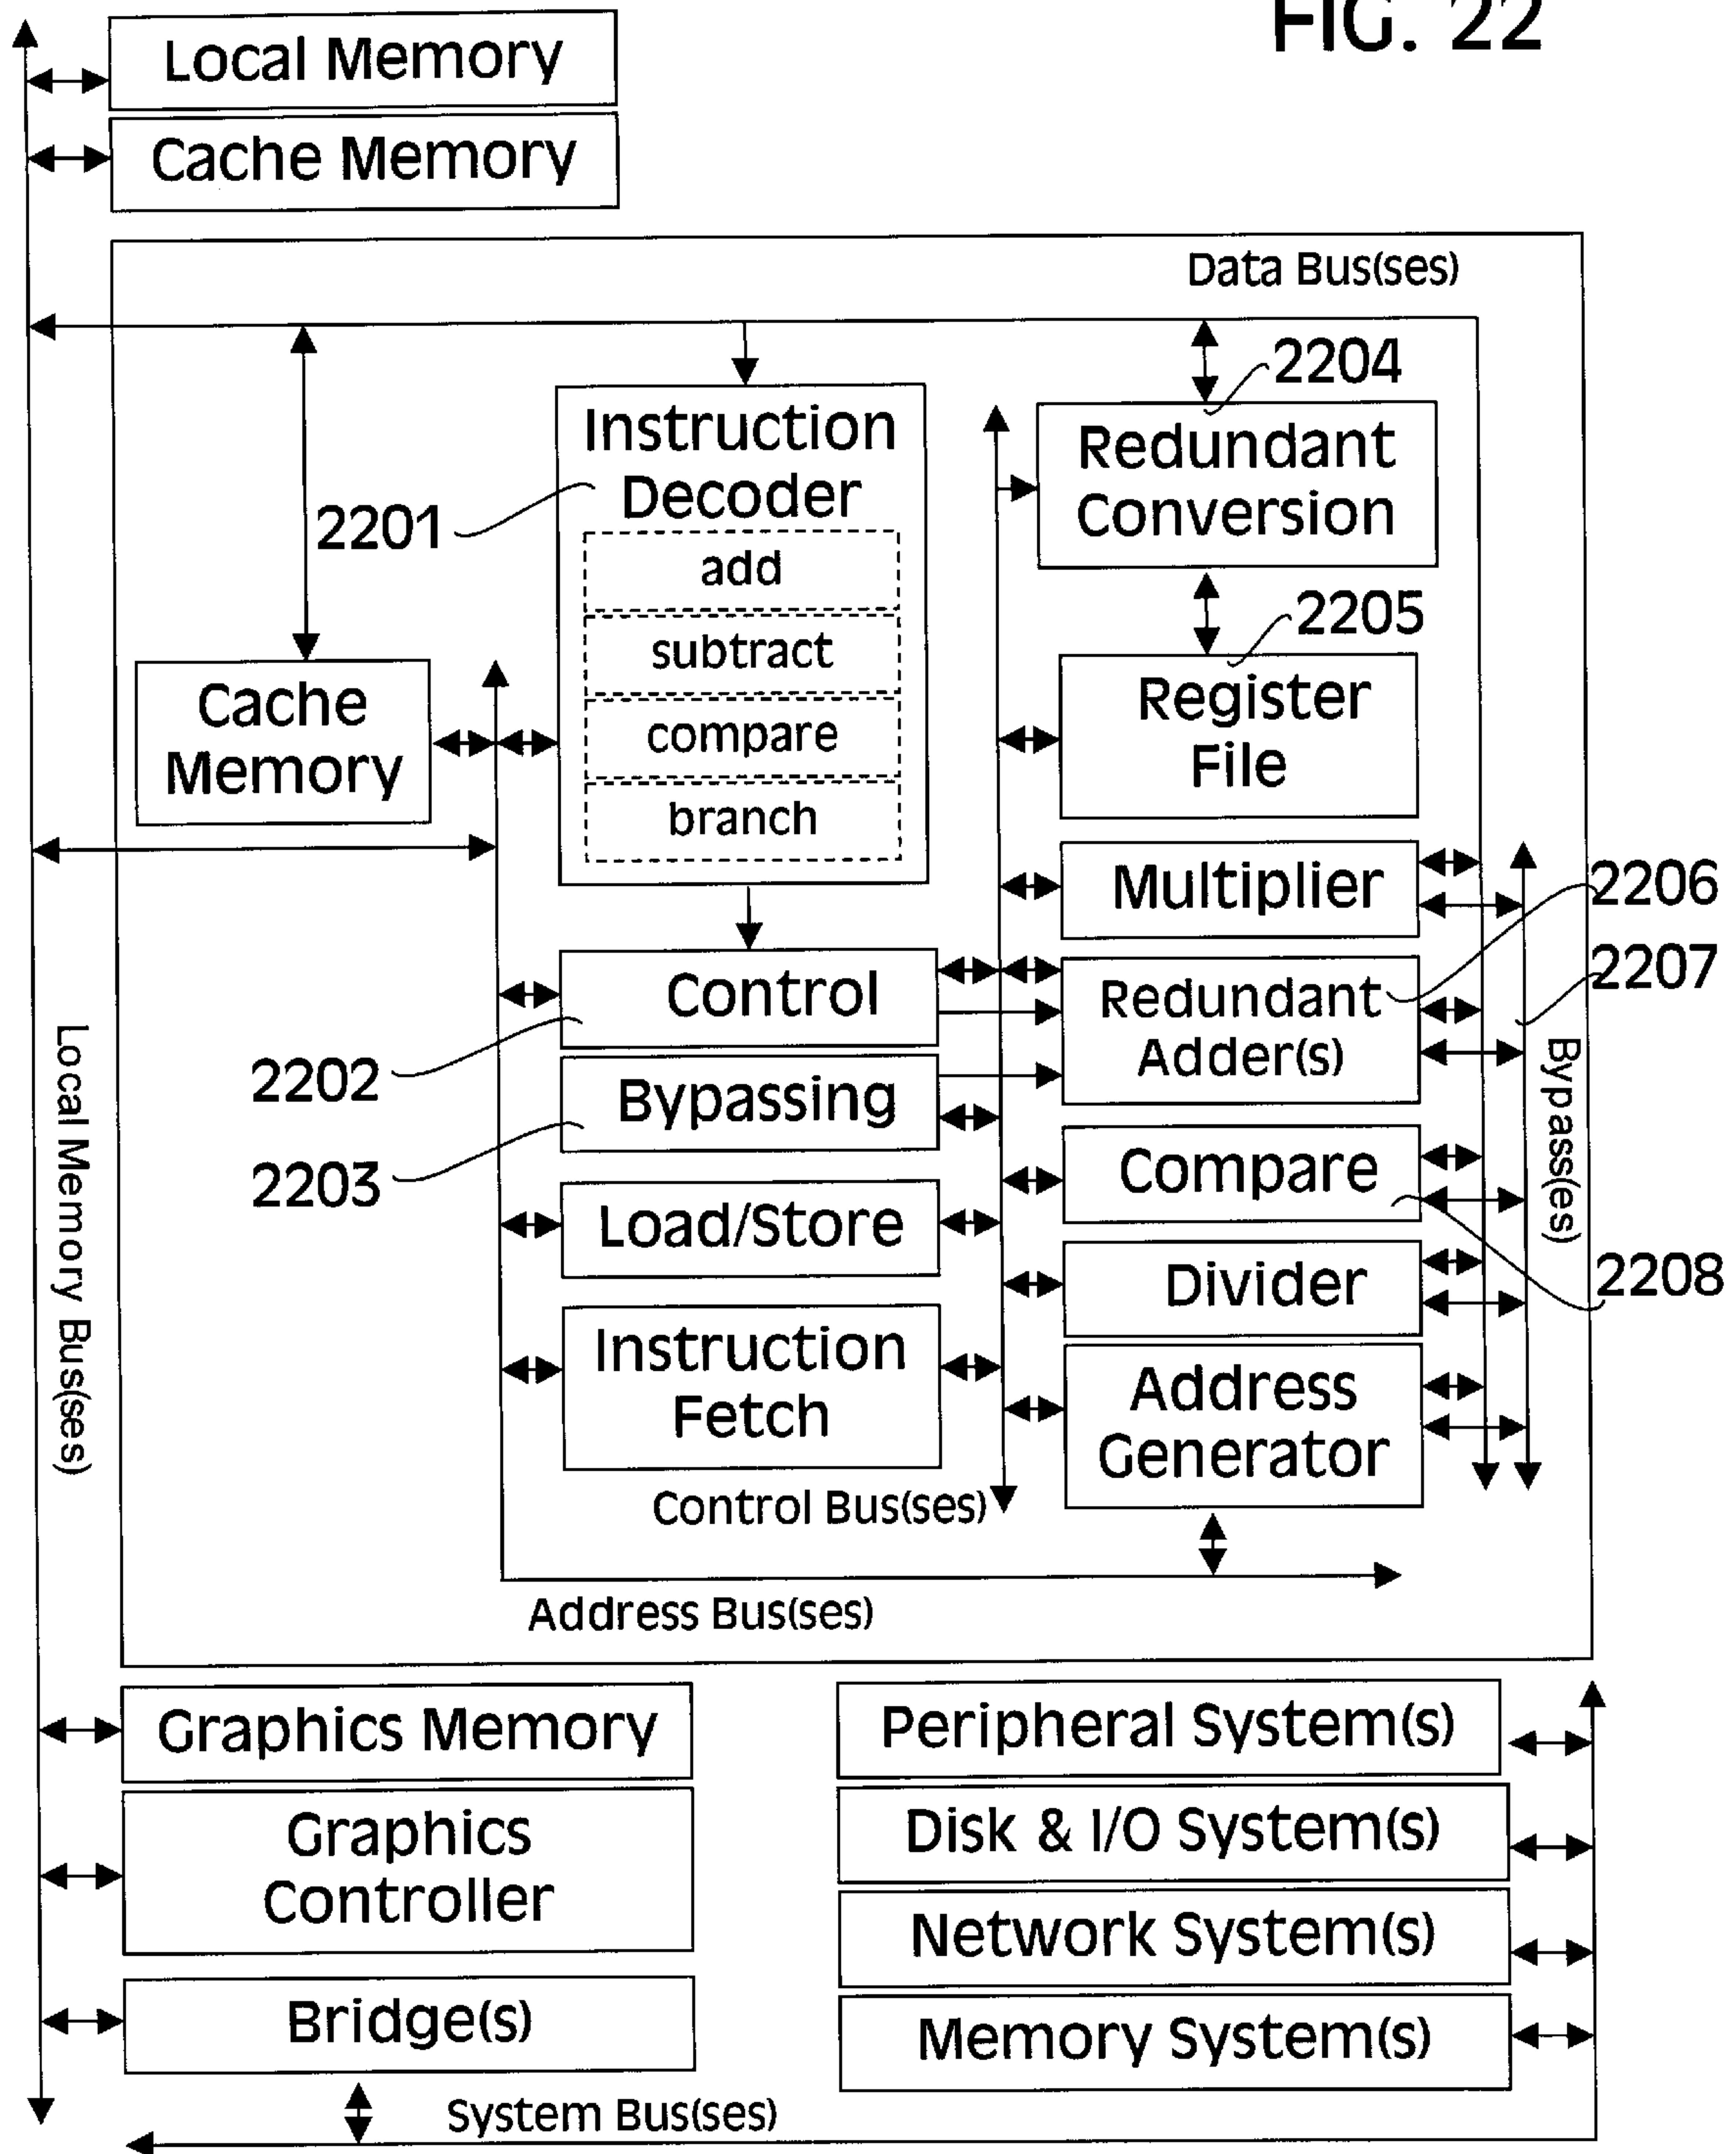 FIG. 22
Local Memory
Cache Memory
Data Bus(ses)
2204
Instruction
Decoder
2201
add
subtract
compare
branch
Redundant
Conversion
2205
Cache
Memory
Register
File
Multiplier
2206
Control
2202
Redundant
Adder(s)
2207
Bypass(es)
Bypassing
2203
Compare
2208
Load/Store
Divider
Instruction
Fetch
Address
Generator
Control Bus(ses)
Local Memory Bus(ses)
Address Bus(ses)
Graphics Memory
Graphics
Controller
Bridge(s)
Peripheral System(s)
Disk & I/O System(s)
Network System(s)
Memory System(s)
System Bus(ses)